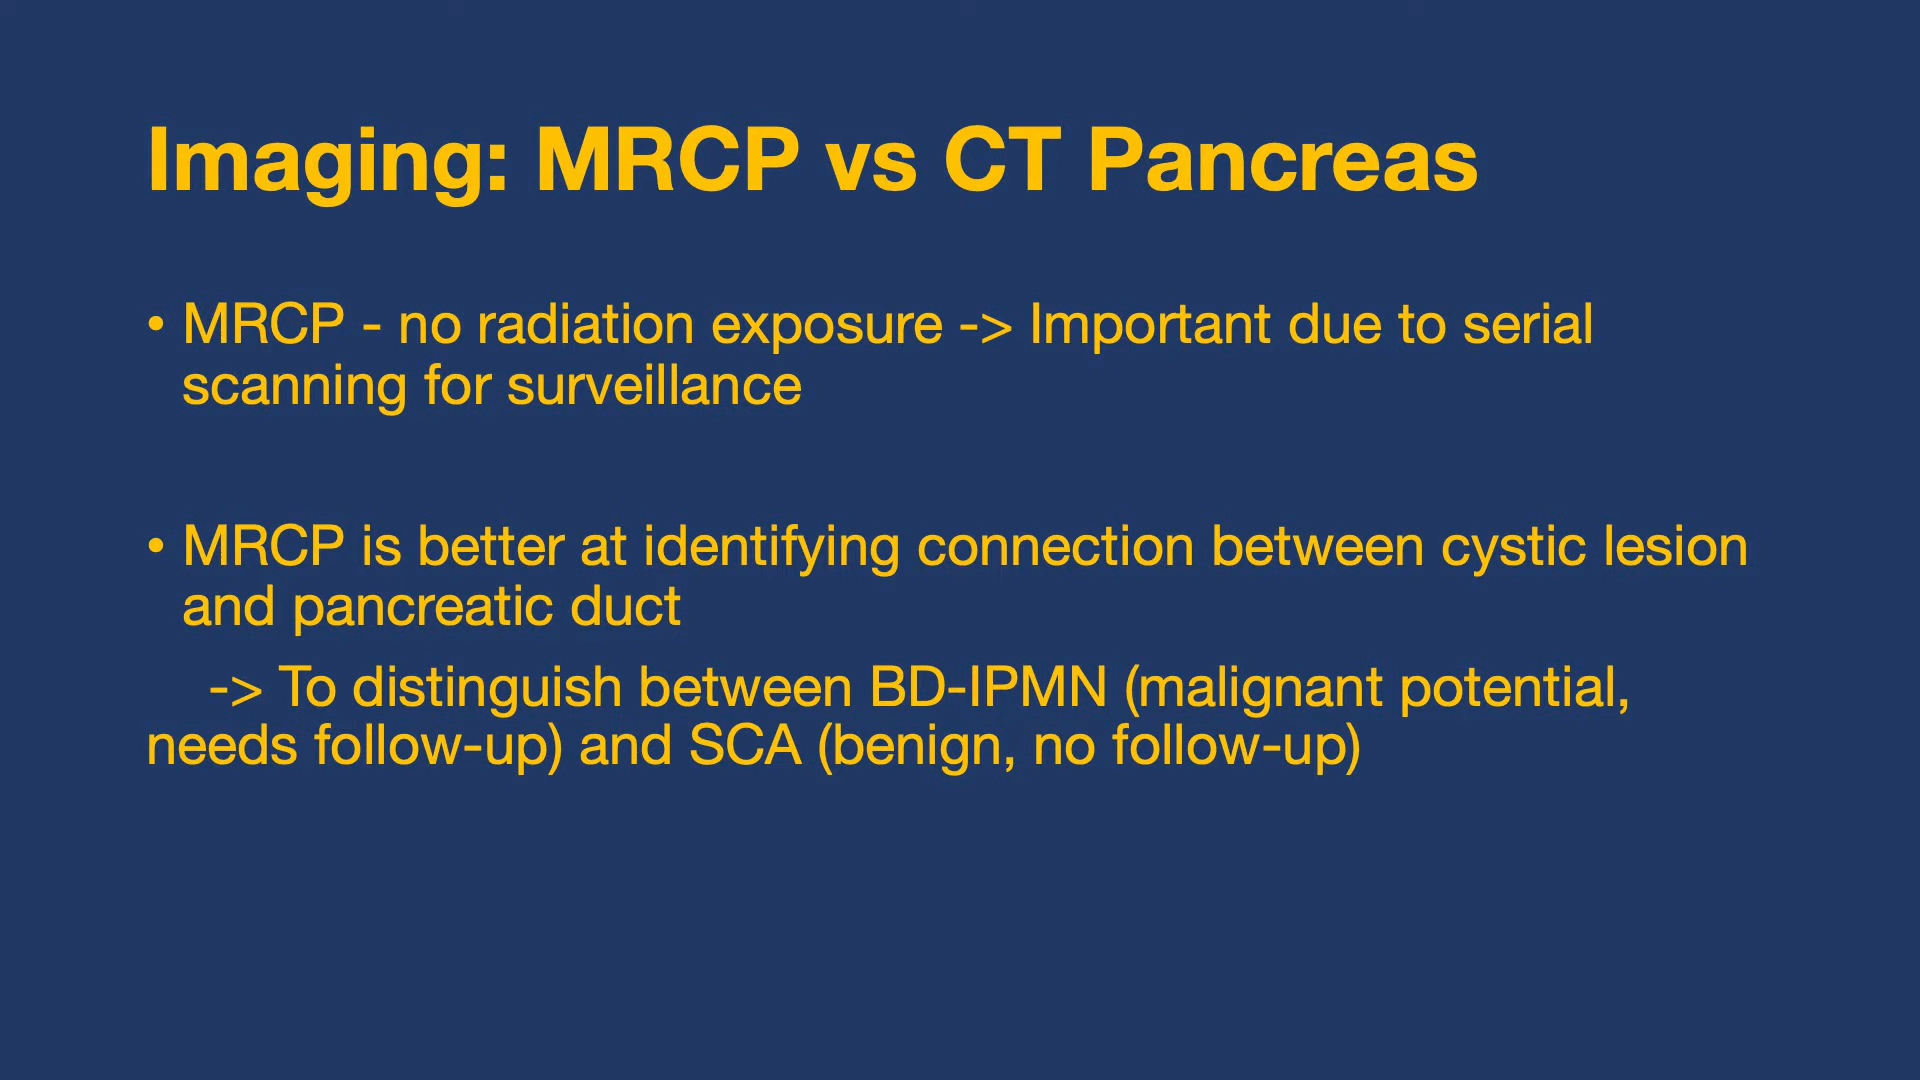 Imaging: MRCP vs CT Pancreas
• MRCP - no radiation exposure -> Important due to serial
scanning for surveillance
• MRCP is better at identifying connection between cystic lesion
and pancreatic duct
-> To distinguish between BD-IPMN (malignant potential,
needs follow-up) and SCA (benign, no follow-up)